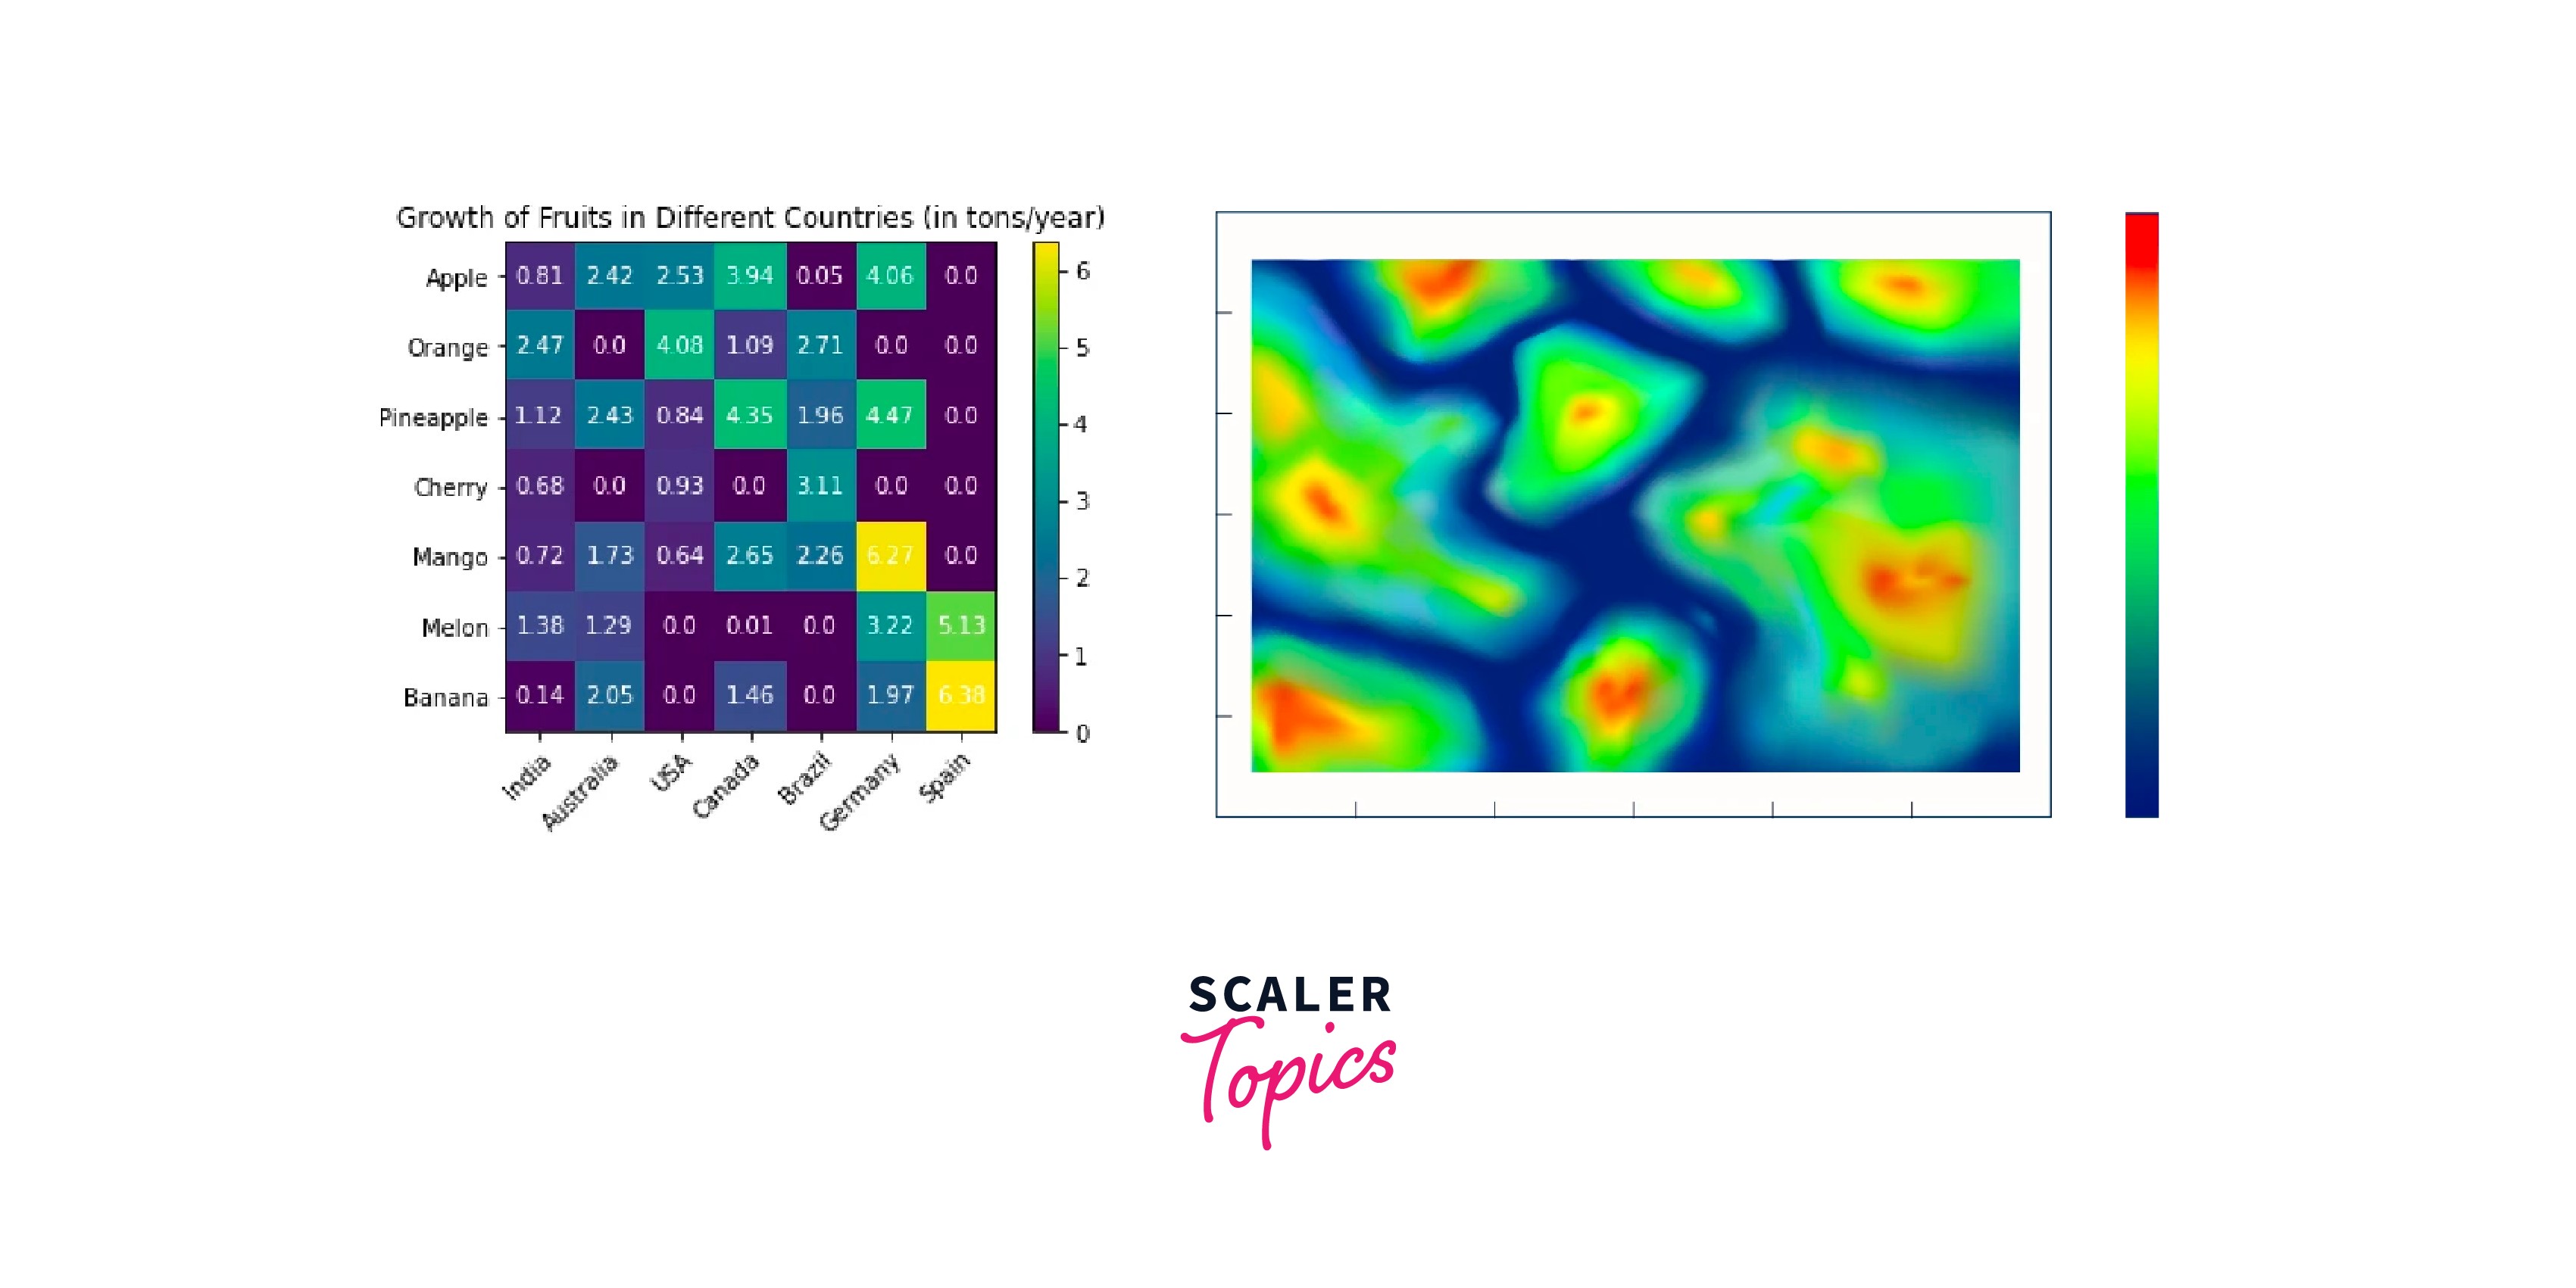 Growth of Fruits in Different Countries (in tons/year)
Apple 0.81 2.42 2.53 3.94 0.05 4.06 0.0
Orange 2.47 0.0 4.08 1.09 2.71 0.0 0.0
Pineapple 1.12 2.43 0.84 4.35 1.96 4.47 0.0
Cherry 0.68 0.0 0.93 0.0 3.11 0.0 0.0
Mango 0.72 1.73 0.64 2.65 2.26 6.27 0.0
Melon 1.38 1.29 0.0 0.01 0.0 3.22 5.13
Banana 0.14 2.05 0.0 1.46 0.0 1.97 6.38
India Australia USA Canada Brazil Germany Spain
6
5
4
3
2
1
0
SCALER
Topics